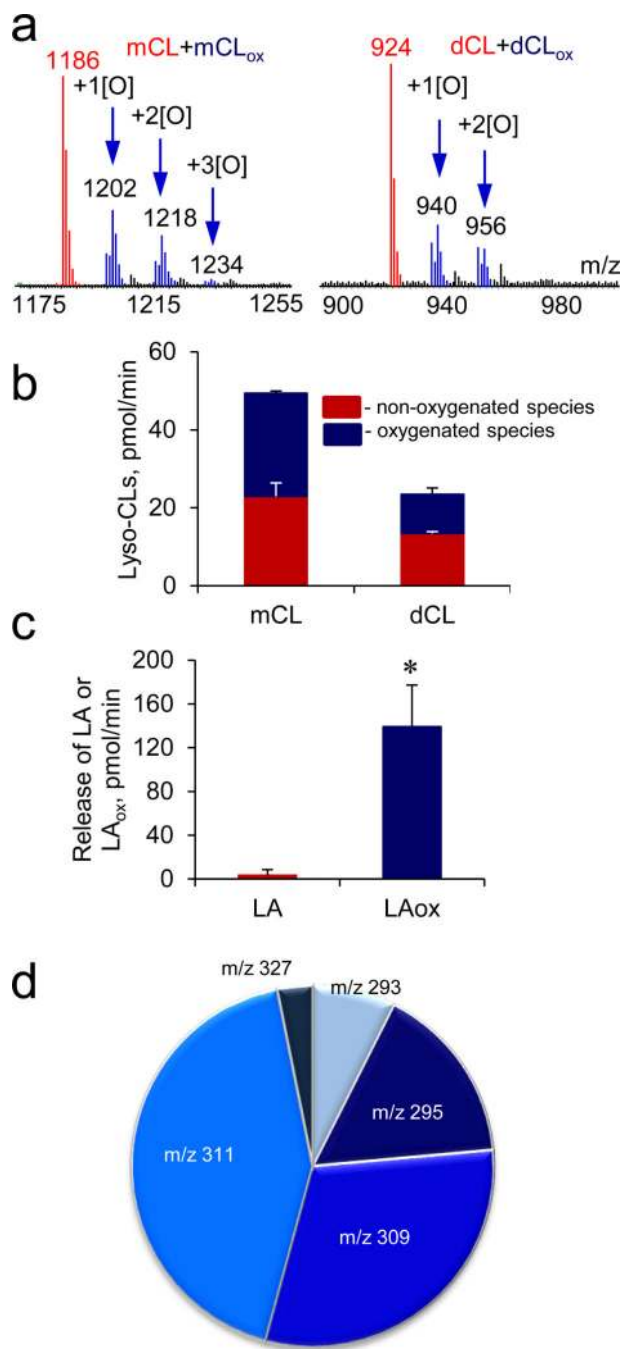 a
mCL+mCLox
dCL+dCLox
1186
924
+1[O]
+2[O]
+3[O]
+1[O]
+2[O]
1202
1218
1234
940
956
m/z
1175
1215
1255
900
940
980
b
Lyso-CLs, pmol/min
60
40
20
0
- non-oxygenated species
- oxygenated species
mCL
dCL
c
Release of LA or
LAox, pmol/min
200
160
120
80
40
0
*
LA
LAox
d
m/z 327
m/z 293
m/z 295
m/z 311
m/z 309